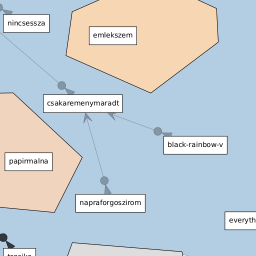 nincsessza
emlekszem
csakaremenymaradt
black-rainbow-v
papirmalna
napraforgoszirom
everyth